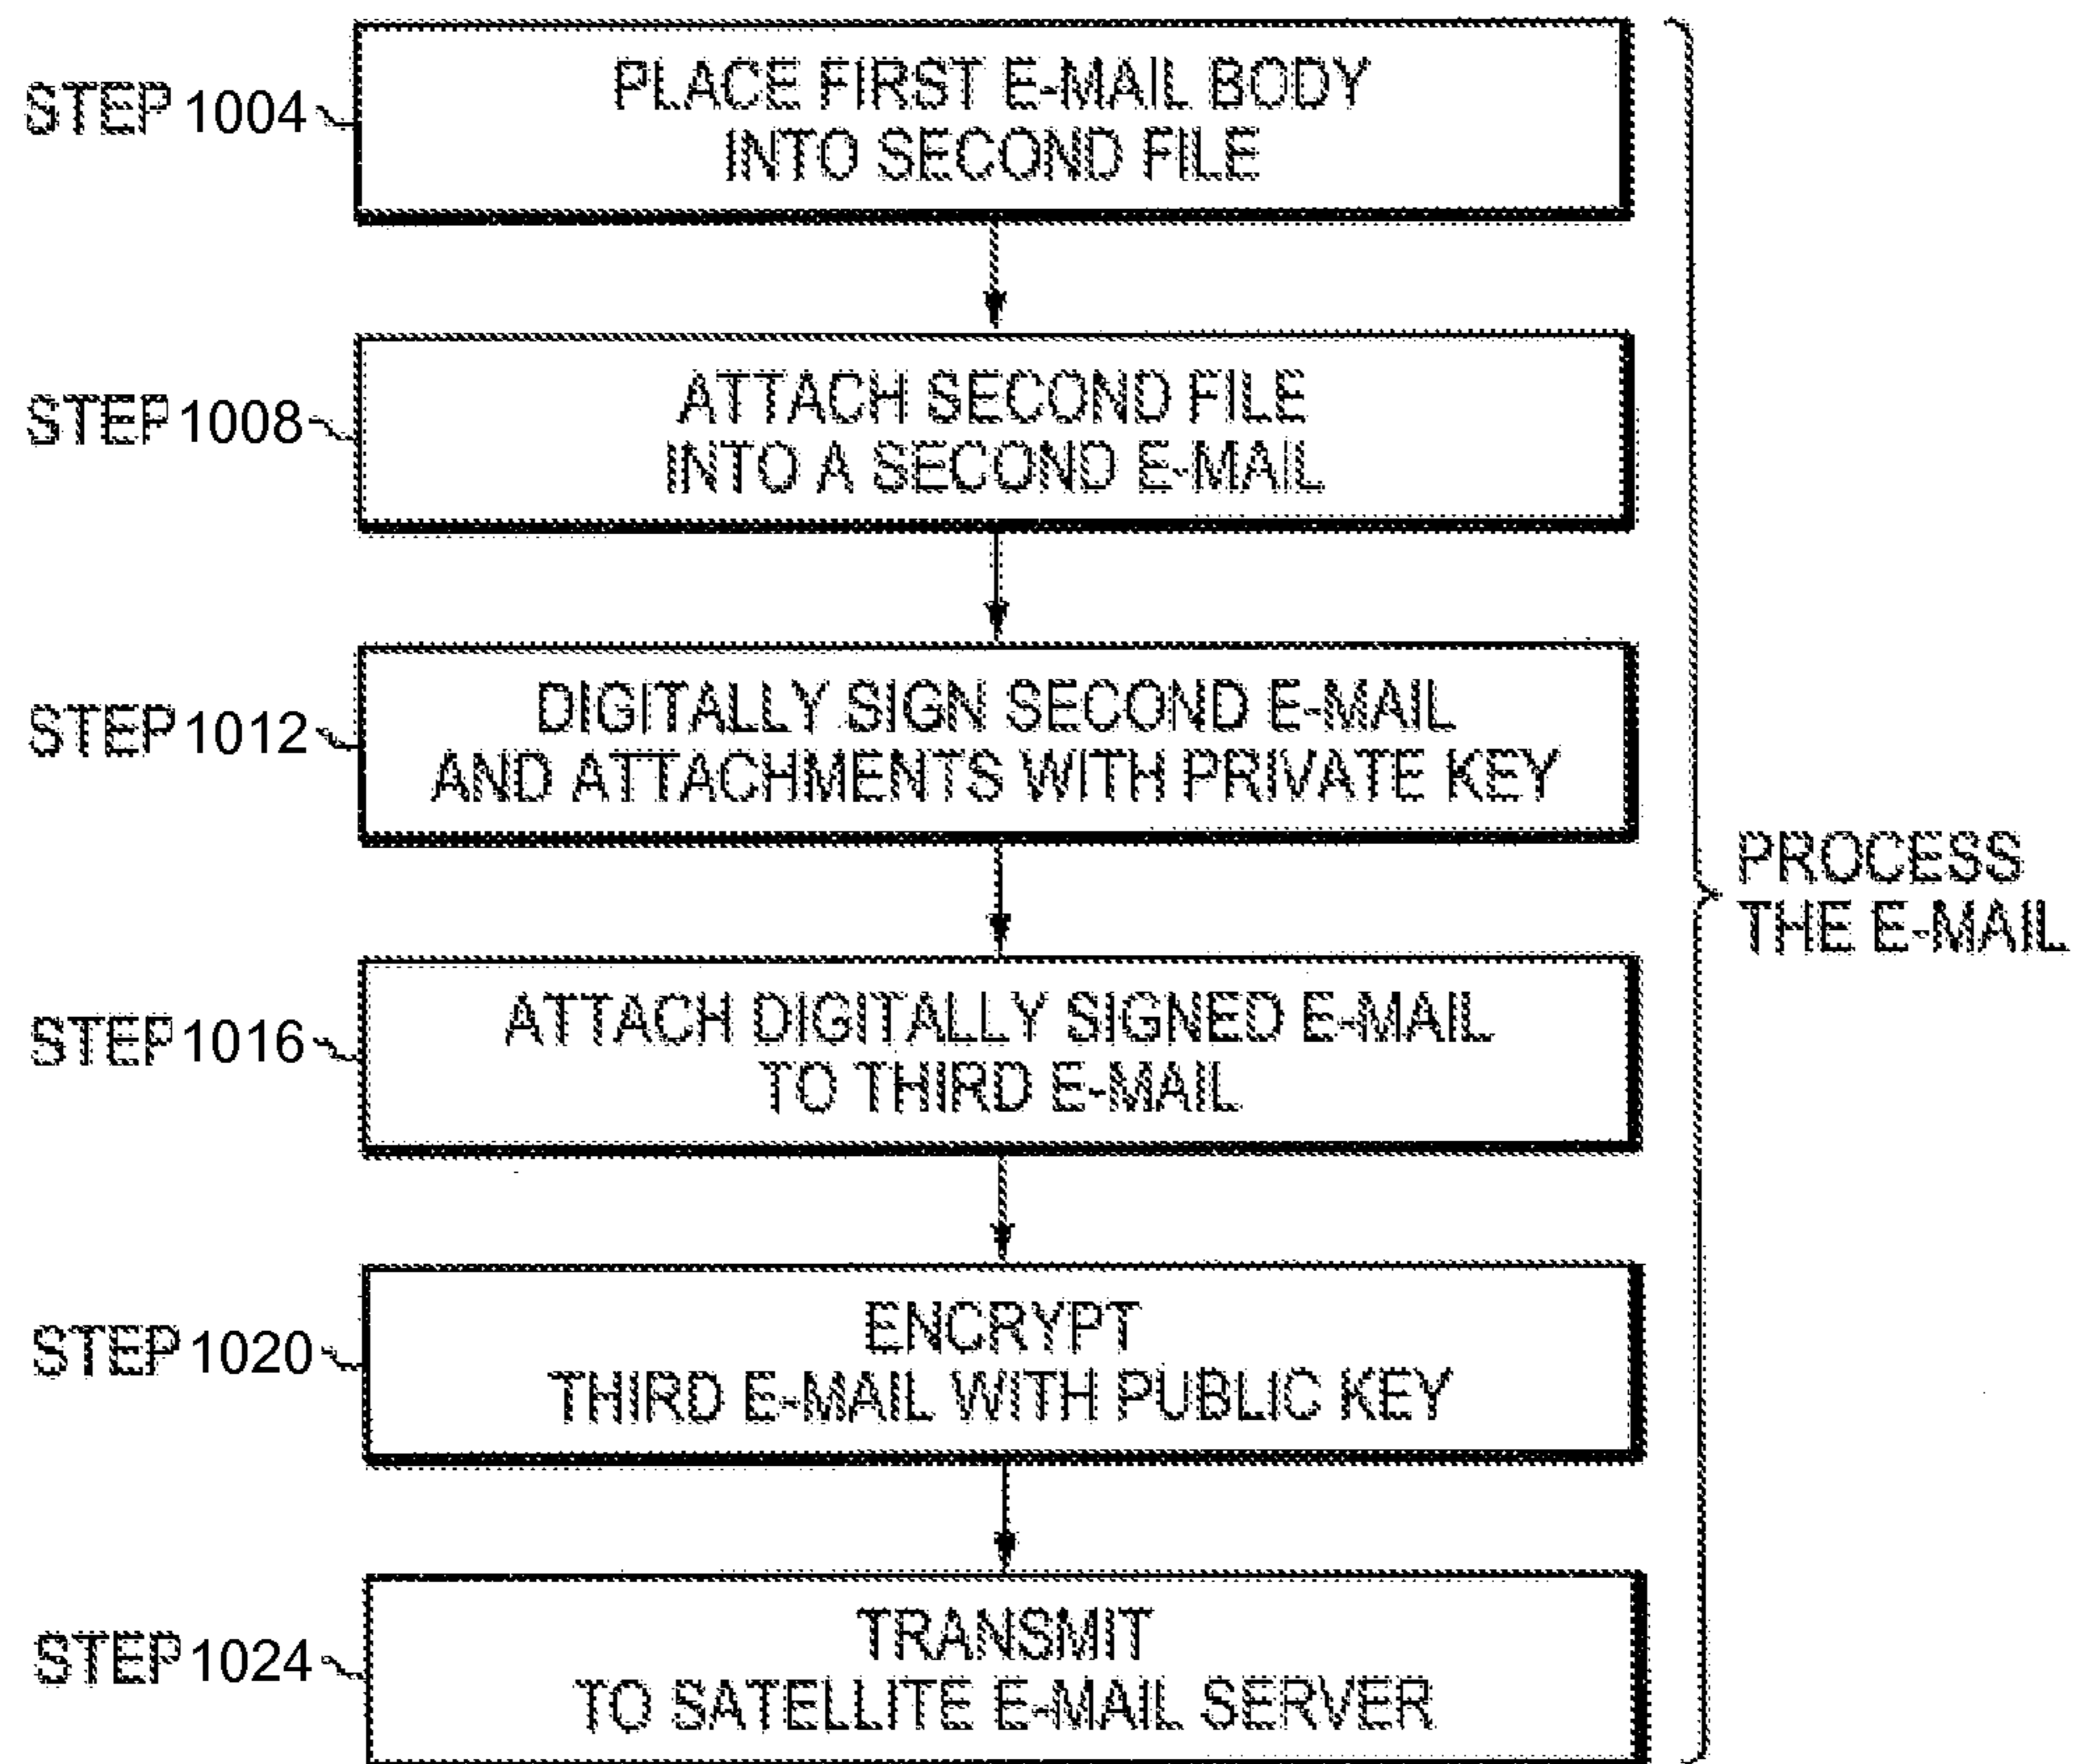 STEP 1004
PLACE FIRST E-MAIL BODY
INTO SECOND FILE
STEP 1008
ATTACH SECOND FILE
INTO A SECOND E-MAIL
STEP 1012
DIGITALLY SIGN SECOND E-MAIL
AND ATTACHMENTS WITH PRIVATE KEY
PROCESS
THE E-MAIL
STEP 1016
ATTACH DIGITALLY SIGNED E-MAIL
TO THIRD E-MAIL
STEP 1020
ENCRYPT
THIRD E-MAIL WITH PUBLIC KEY
STEP 1024
TRANSMIT
TO SATELLITE E-MAIL SERVER